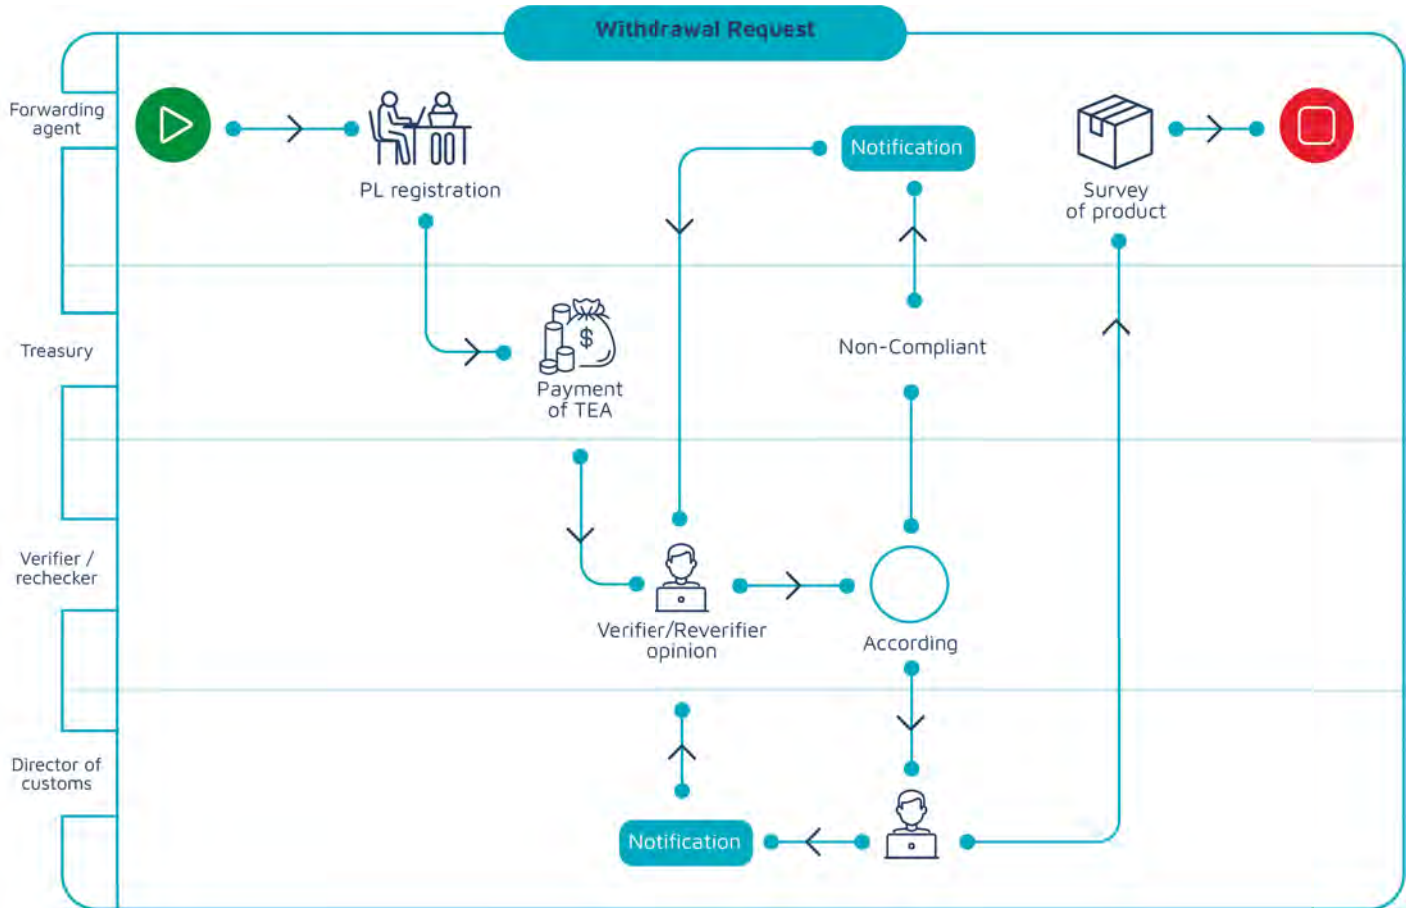 Withdrawal Request
Forwarding
agent
PL registration
Notification
Survey
of product
Treasury
$
Payment
of TEA
Non-Compliant
Verifier /
rechecker
Verifier/Reverifier
opinion
According
Director of
customs
Notification